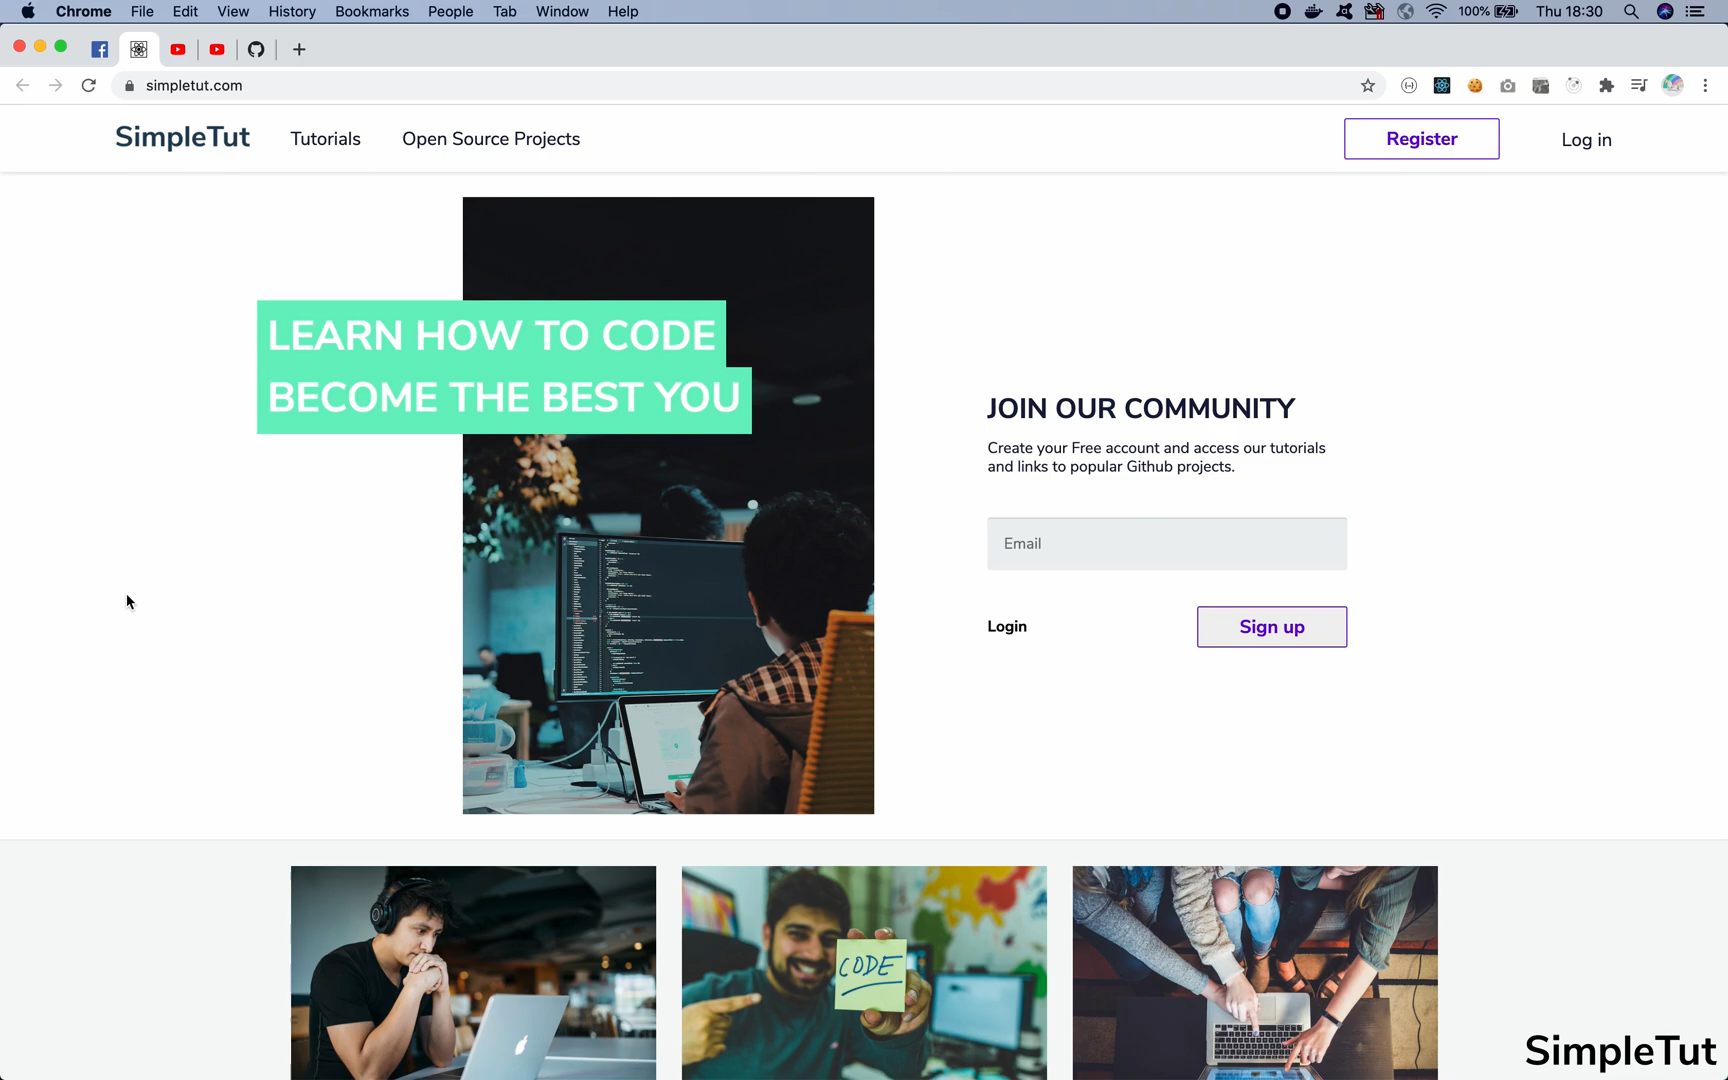 Chrome File Edit View History Bookmarks People Tab Window Help
100% Thu 18:30
simpletut.com
SimpleTut Tutorials Open Source Projects Register Log in
LEARN HOW TO CODE
BECOME THE BEST YOU
JOIN OUR COMMUNITY
Create your Free account and access our tutorials
and links to popular Github projects.
Email
Login Sign up
CODE
SimpleTut